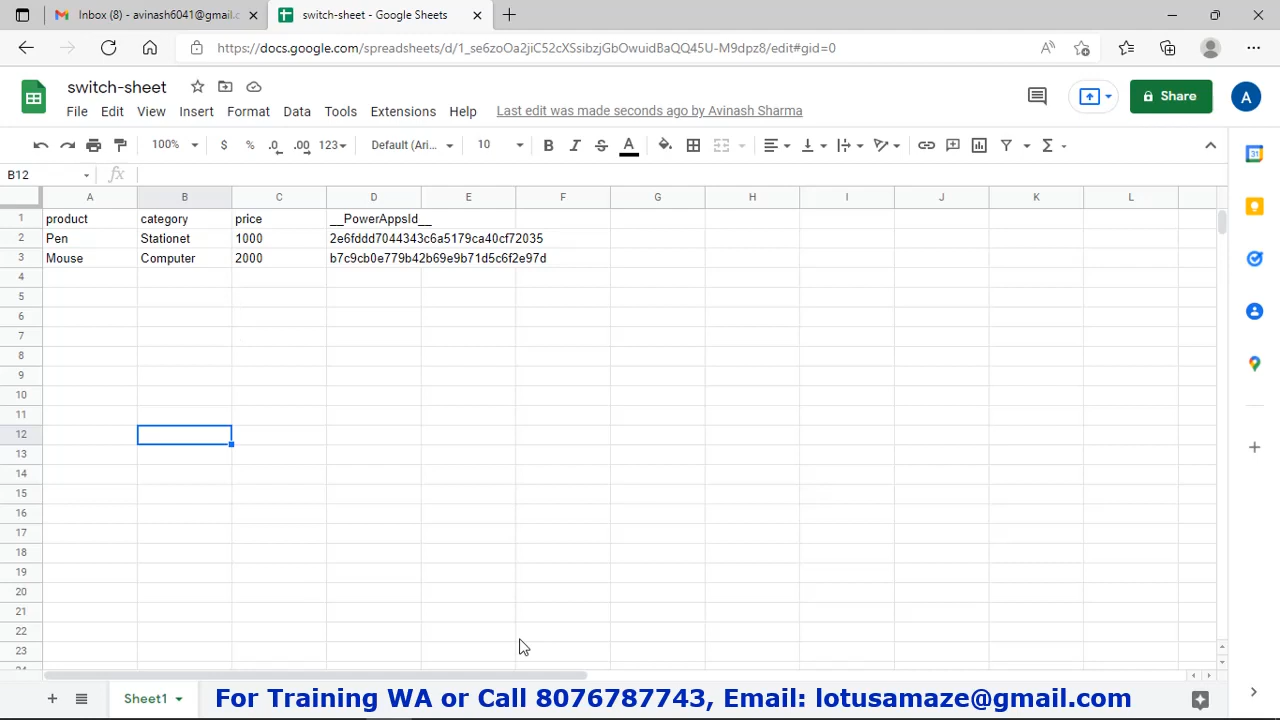 Inbox (8) - avinash6041@gmail.c
switch-sheet - Google Sheets
https://docs.google.com/spreadsheets/d/1_se6zoOa2jiC52cXSsibzjGbOwuidBaQQ45U-M9dpz8/edit#gid=0
switch-sheet
File Edit View Insert Format Data Tools Extensions Help Last edit was made seconds ago by Avinash Sharma
Share
A
100% $ % .0 .00 123 Default (Ari... 10 B I S A
B12 fx
A B C D E F G H I J K L
1 product category price __PowerAppsId__
2 Pen Stationet 1000 2e6fddd7044343c6a5179ca40cf72035
3 Mouse Computer 2000 b7c9cb0e779b42b69e9b71d5c6f2e97d
4
5
6
7
8
9
10
11
12
13
14
15
16
17
18
19
20
21
22
23
Sheet1
For Training WA or Call 8076787743, Email: lotusamaze@gmail.com